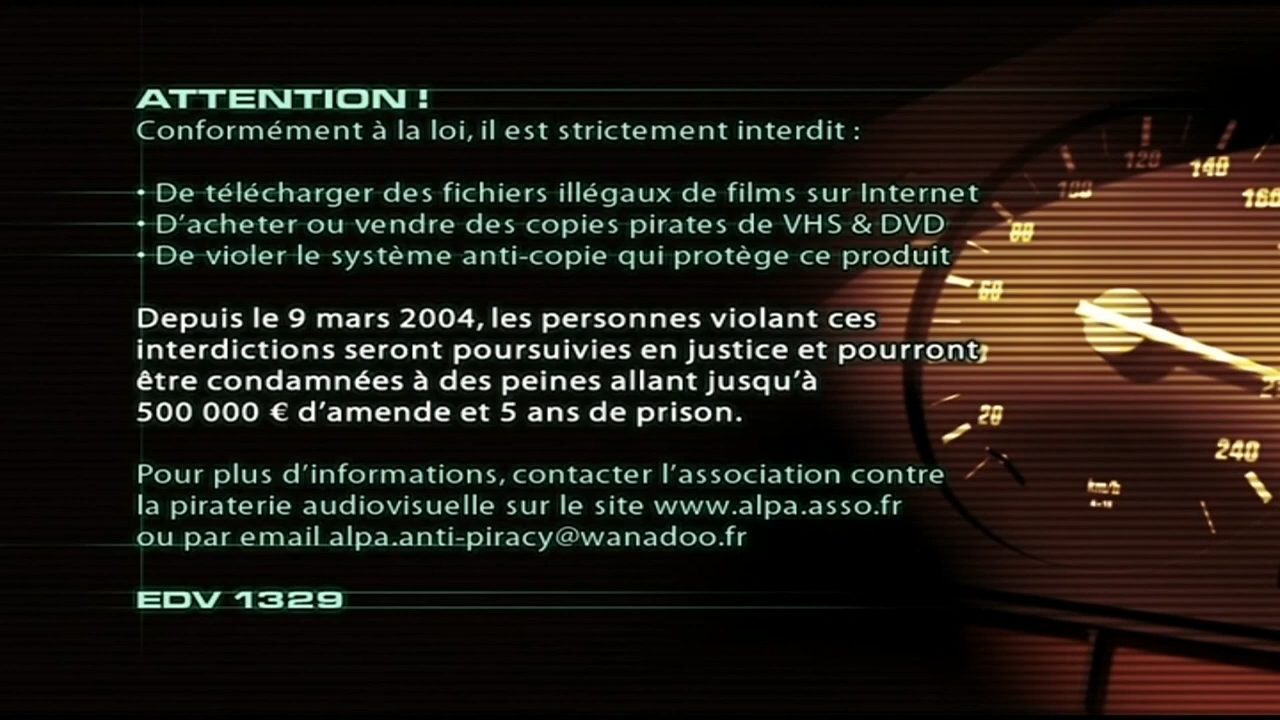 ATTENTION !
Conformément à la loi, il est strictement interdit :
• De télécharger des fichiers illégaux de films sur Internet
• D'acheter ou vendre des copies pirates de VHS & DVD
• De violer le système anti-copie qui protège ce produit
Depuis le 9 mars 2004, les personnes violant ces
interdictions seront poursuivies en justice et pourront
être condamnées à des peines allant jusqu'à
500 000 € d'amende et 5 ans de prison.
Pour plus d'informations, contacter l'association contre
la piraterie audiovisuelle sur le site www.alpa.asso.fr
ou par email alpa.anti-piracy@wanadoo.fr
EDV 1329
20
60
80
100
120
140
160
240
km/h